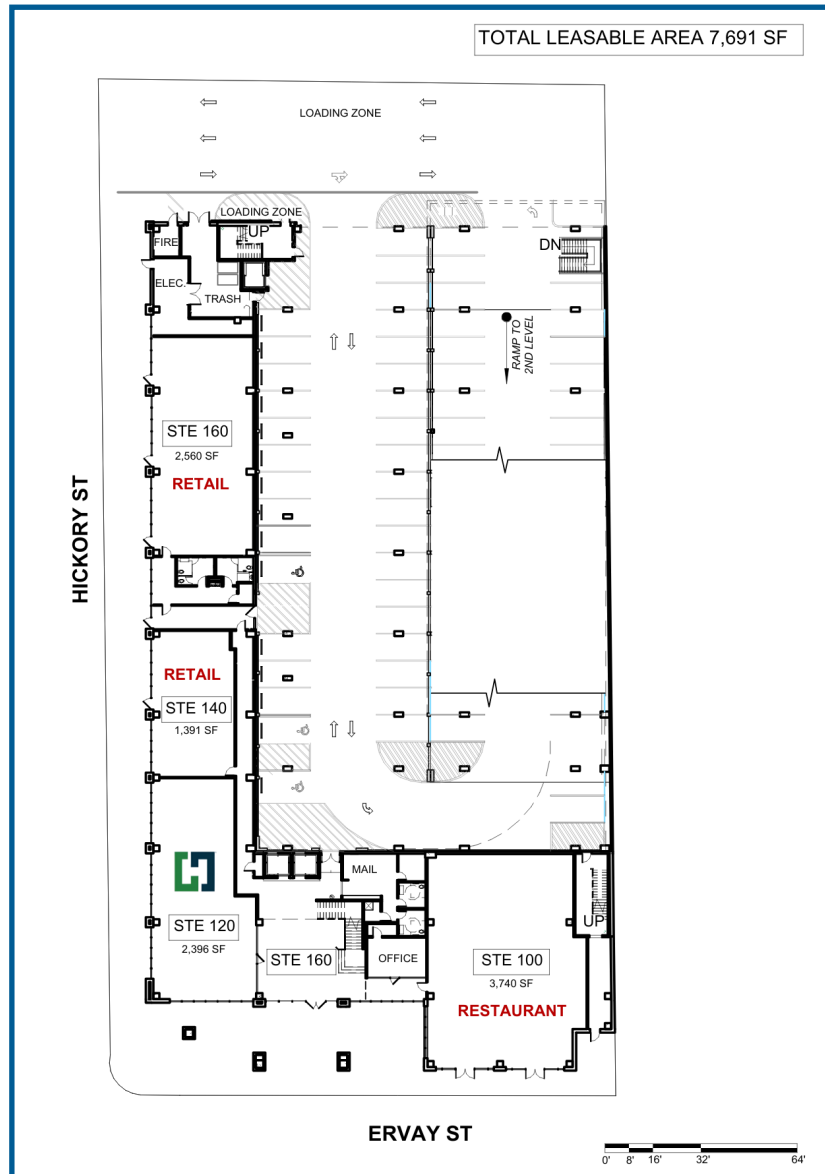 TOTAL LEASABLE AREA 7,691 SF
LOADING ZONE
LOADING ZONE
UP
FIRE
DN
ELEC.
TRASH
RAMP TO
2ND LEVEL
STE 160
2,560 SF
RETAIL
HICKORY ST
RETAIL
STE 140
1,391 SF
MAIL
STE 120
2,396 SF
STE 160
OFFICE
UP
STE 100
3,740 SF
RESTAURANT
ERVAY ST
0' 8' 16' 32' 64'